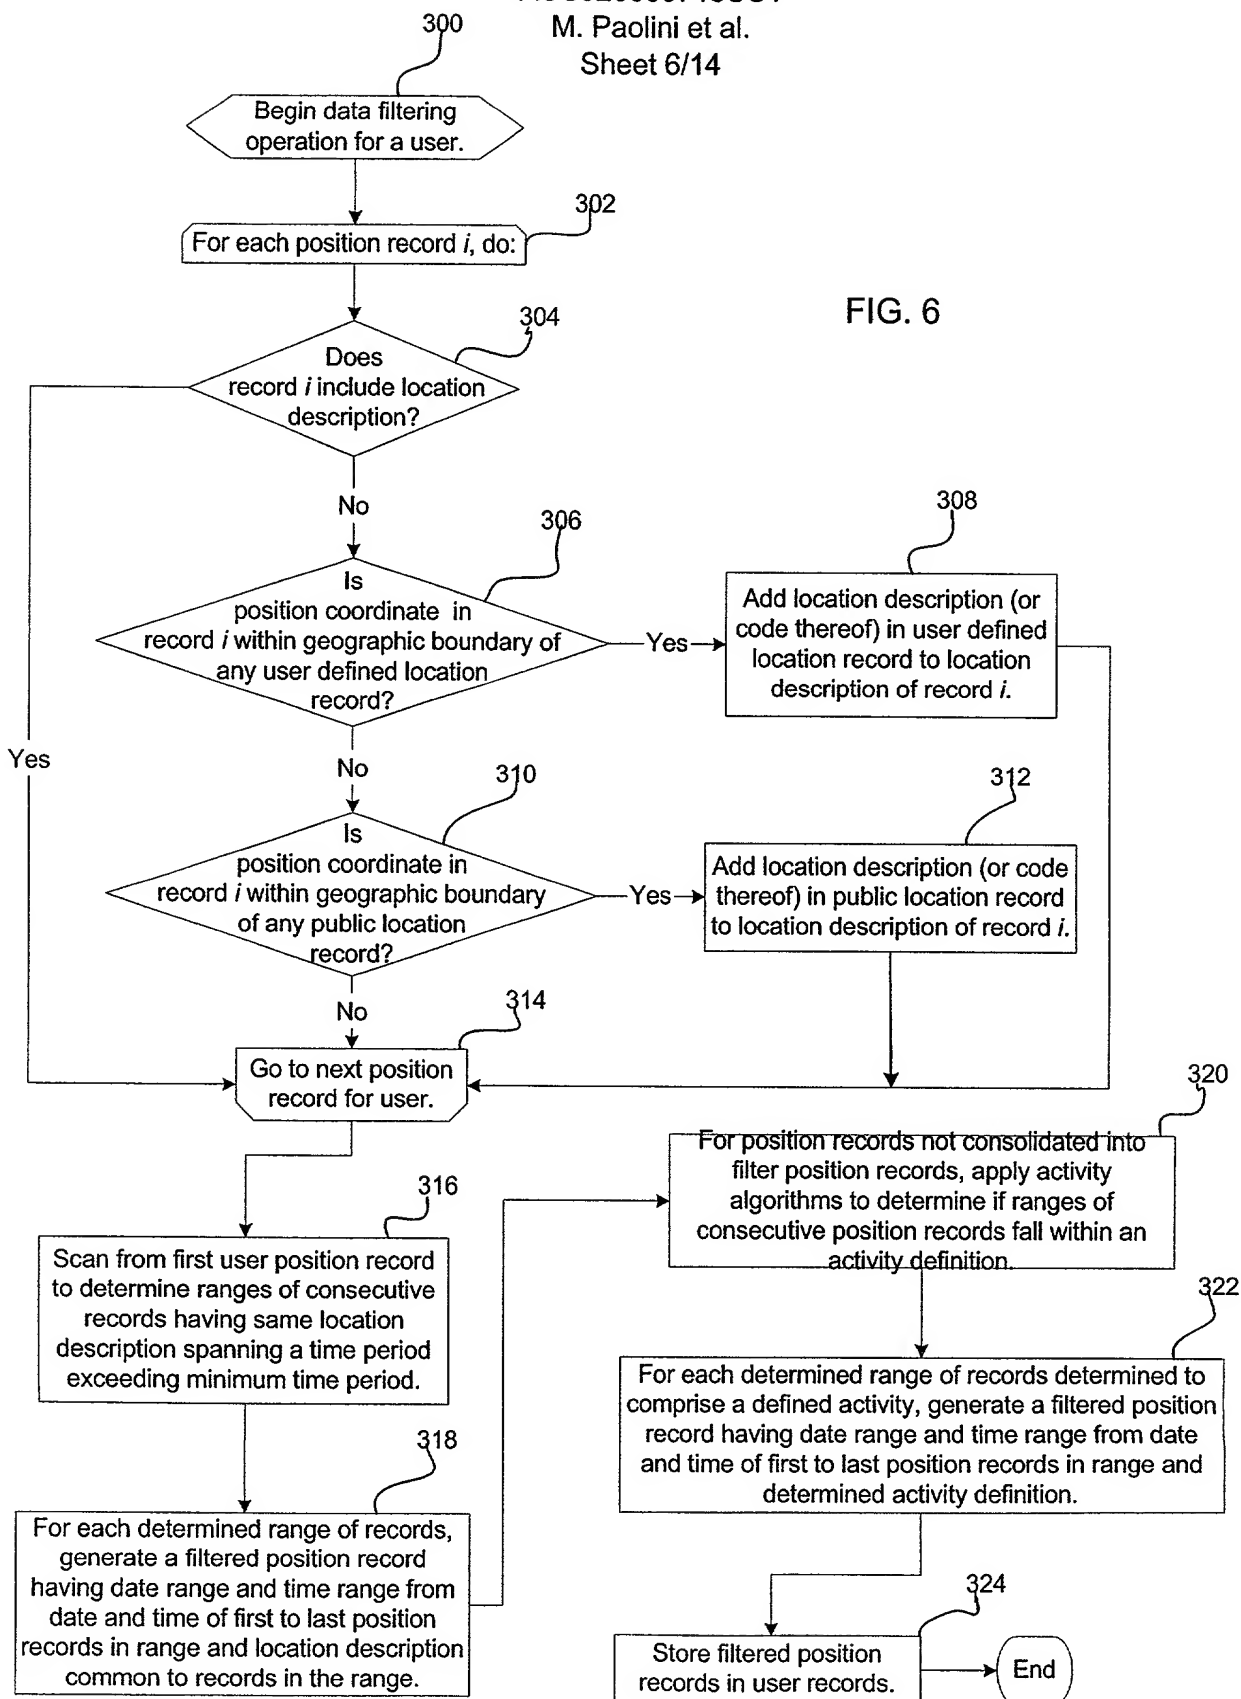 M. Paolini et al.
Sheet 6/14
300
Begin data filtering
operation for a user.
302
For each position record i, do:
FIG. 6
304
Does
record i include location
description?
No
306
Is
position coordinate in
record i within geographic boundary of
any user defined location
record?
Yes
308
Add location description (or
code thereof) in user defined
location record to location
description of record i.
Yes
No
310
Is
position coordinate in
record i within geographic boundary
of any public location
record?
Yes
312
Add location description (or code
thereof) in public location record
to location description of record i.
No
314
Go to next position
record for user.
316
Scan from first user position record
to determine ranges of consecutive
records having same location
description spanning a time period
exceeding minimum time period.
318
For each determined range of records,
generate a filtered position record
having date range and time range from
date and time of first to last position
records in range and location description
common to records in the range.
320
For position records not consolidated into
filter position records, apply activity
algorithms to determine if ranges of
consecutive position records fall within an
activity definition.
322
For each determined range of records determined to
comprise a defined activity, generate a filtered position
record having date range and time range from date
and time of first to last position records in range and
determined activity definition.
324
Store filtered position
records in user records.
End